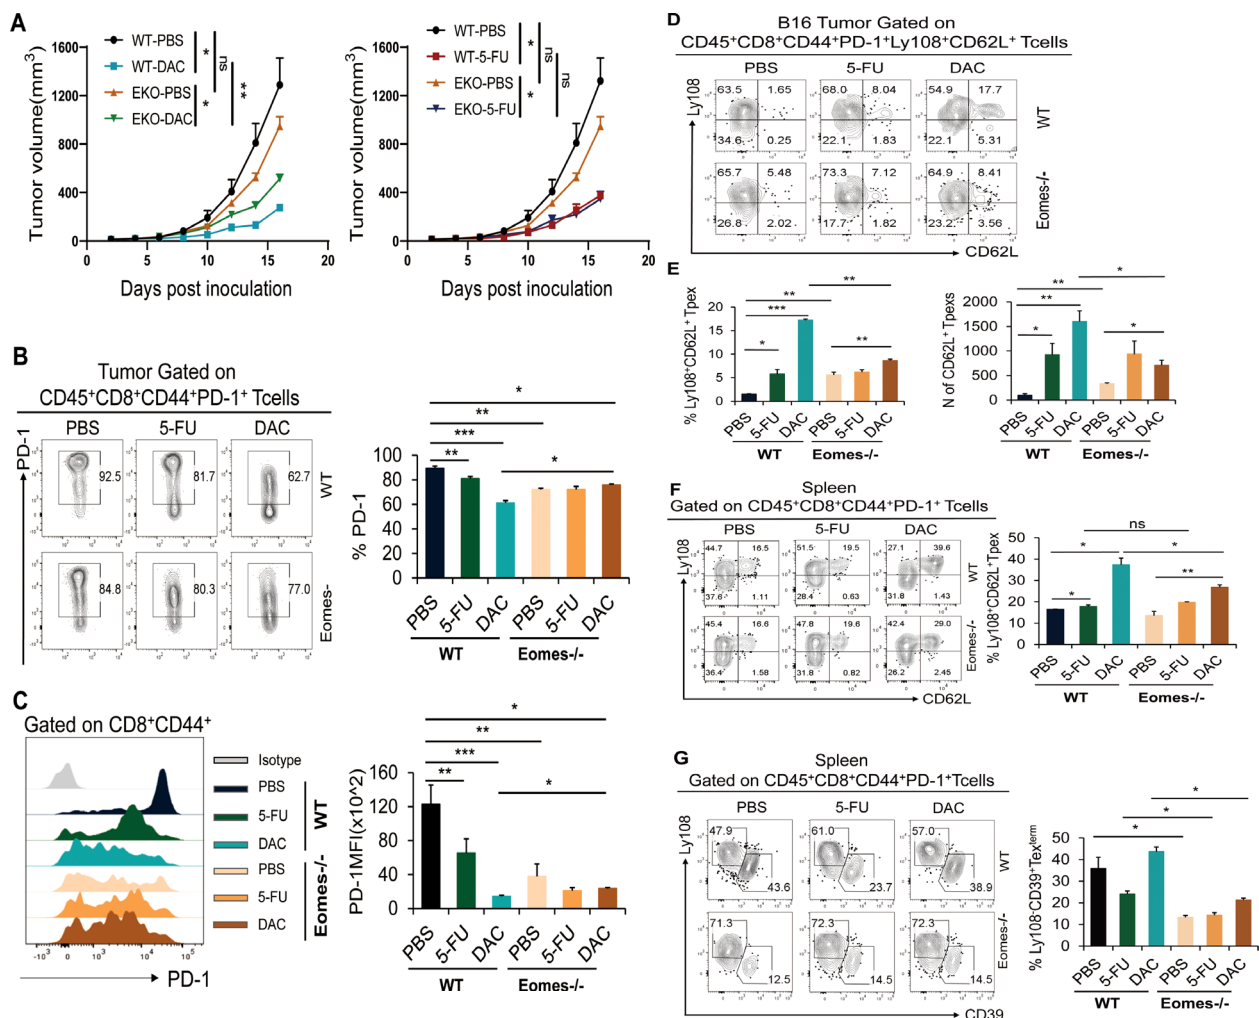 A
Tumor volume(mm³)
1600
1200
800
400
0
0 5 10 15 20
Days post inoculation
WT-PBS
WT-DAC
EKO-PBS
EKO-DAC
*
*
ns
**
Tumor volume(mm³)
1600
1200
800
400
0
0 5 10 15 20
Days post inoculation
WT-PBS
WT-5-FU
EKO-PBS
EKO-5-FU
*
*
ns
ns
B
Tumor Gated on
CD45⁺CD8⁺CD44⁺PD-1⁺ Tcells
PD-1
PBS 5-FU DAC
92.5 81.7 62.7
WT
84.8 80.3 77.0
Eomes-
% PD-1
100
80
60
40
20
0
*
**
***
**
*
PBS 5-FU DAC PBS 5-FU DAC
WT Eomes-/-
C
Gated on CD8⁺CD44⁺
Isotype
PBS
5-FU
DAC
WT
PBS
5-FU
DAC
Eomes-/-
-10³ 0 10³ 10⁴ 10⁵
PD-1
PD-1MFI(x10^2)
160
120
80
40
0
*
**
***
**
*
PBS 5-FU DAC PBS 5-FU DAC
WT Eomes-/-
D
B16 Tumor Gated on
CD45⁺CD8⁺CD44⁺PD-1⁺Ly108⁺CD62L⁺ Tcells
PBS 5-FU DAC
Ly108
63.5 1.65 68.0 8.04 54.9 17.7
34.6 0.25 22.1 1.83 22.1 5.31
WT
65.7 5.48 73.3 7.12 64.9 8.41
26.8 2.02 17.7 1.82 23.2 3.56
Eomes-/-
CD62L
E
% Ly108⁺CD62L⁺ Tpex
20
15
10
5
0
**
**
***
*
**
PBS 5-FU DAC PBS 5-FU DAC
WT Eomes-/-
N of CD62L⁺ Tpexs
2000
1500
1000
500
0
*
**
**
*
*
PBS 5-FU DAC PBS 5-FU DAC
WT Eomes-/-
F
Spleen
Gated on CD45⁺CD8⁺CD44⁺PD-1⁺ Tcells
PBS 5-FU DAC
Ly108
44.7 16.5 51.5 19.5 27.1 39.6
37.6 1.11 28.4 0.63 31.8 1.43
WT
45.4 16.6 47.8 19.6 42.4 29.0
36.4 1.58 31.8 0.82 26.2 2.45
Eomes-/-
CD62L
% Ly108⁺CD62L⁺Tpex
50
40
30
20
10
0
ns
*
*
*
**
PBS 5-FU DAC PBS 5-FU DAC
WT Eomes-/-
G
Spleen
Gated on CD45⁺CD8⁺CD44⁺PD-1⁺Tcells
PBS 5-FU DAC
Ly108
47.9 61.0 57.0
43.6 23.7 38.9
WT
71.3 72.3 72.3
12.5 14.5 14.5
Eomes-/-
CD39
% Ly108⁻CD39⁺Texᵗᵉʳᵐ
50
40
30
20
10
0
*
*
*
PBS 5-FU DAC PBS 5-FU DAC
WT Eomes-/-